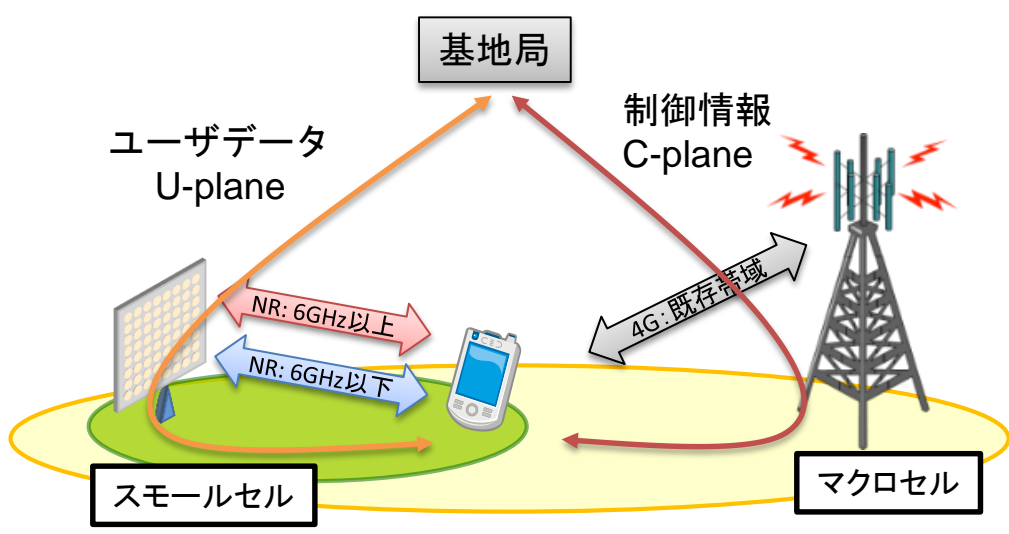 基地局
ユーザデータ
U-plane
制御情報
C-plane
NR: 6GHz以上
NR: 6GHz以下
4G：既存帯域
スモールセル
マクロセル